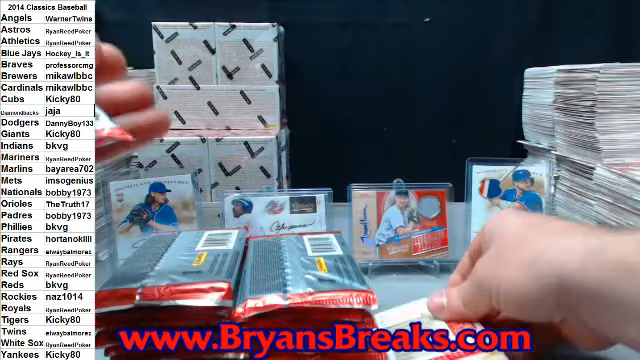 2014 Classics Baseball
Angels WarnerTwins
Astros RyanReedPoker
Athletics RyanReedPoker
Blue Jays Hockey_Is_It
Braves professorcmg
Brewers mikawlbbc
Cardinals mikawlbbc
Cubs Kicky80
Diamondbacks jaja
Dodgers DannyBoy133
Giants Kicky80
Indians bkvg
Mariners RyanReedPoker
Marlins bayarea702
Mets imsogenius
Nationals bobby1973
Orioles TheTruth17
Padres bobby1973
Phillies bkvg
Pirates hortankillll
Rangers elwaybalmorez
Rays RyanReedPoker
Red Sox RyanReedPoker
Reds bkvg
Rockies naz1014
Royals RyanReedPoker
Tigers Kicky80
Twins elwaybalmorez
White Sox RyanReedPoker
Yankees Kicky80
www.BryansBreaks.com